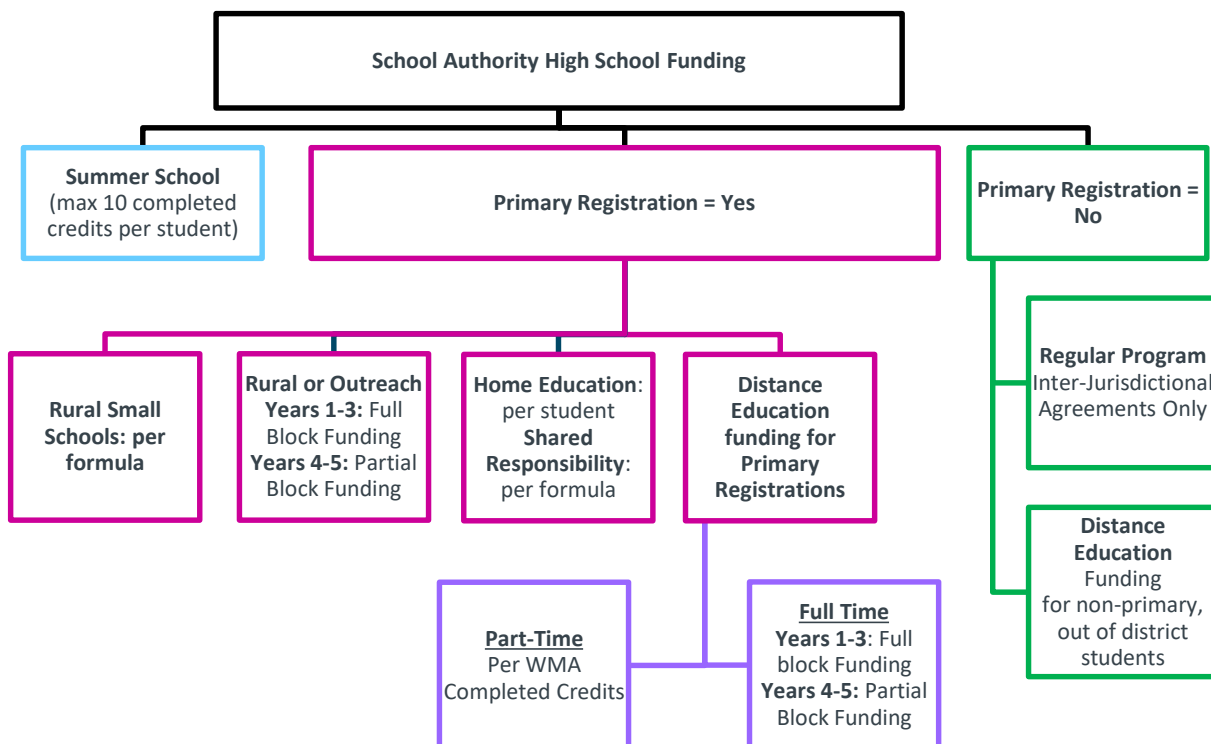 School Authority High School Funding
Summer School
(max 10 completed
credits per student)
Primary Registration = Yes
Primary Registration =
No
Rural Small
Schools: per
formula
Rural or Outreach
Years 1-3: Full
Block Funding
Years 4-5: Partial
Block Funding
Home Education:
per student
Shared
Responsibility:
per formula
Distance
Education
funding for
Primary
Registrations
Regular Program
Inter-Jurisdictional
Agreements Only
Distance
Education
Funding
for non-primary,
out of district
students
Part-Time
Per WMA
Completed Credits
Full Time
Years 1-3: Full
block Funding
Years 4-5: Partial
Block Funding